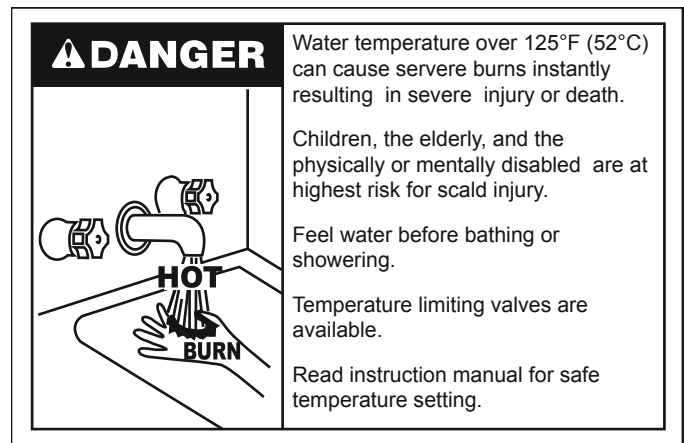 DANGER
HOT
BURN
Water temperature over 125°F (52°C)
can cause servere burns instantly
resulting in severe injury or death.
Children, the elderly, and the
physically or mentally disabled are at
highest risk for scald injury.
Feel water before bathing or
showering.
Temperature limiting valves are
available.
Read instruction manual for safe
temperature setting.